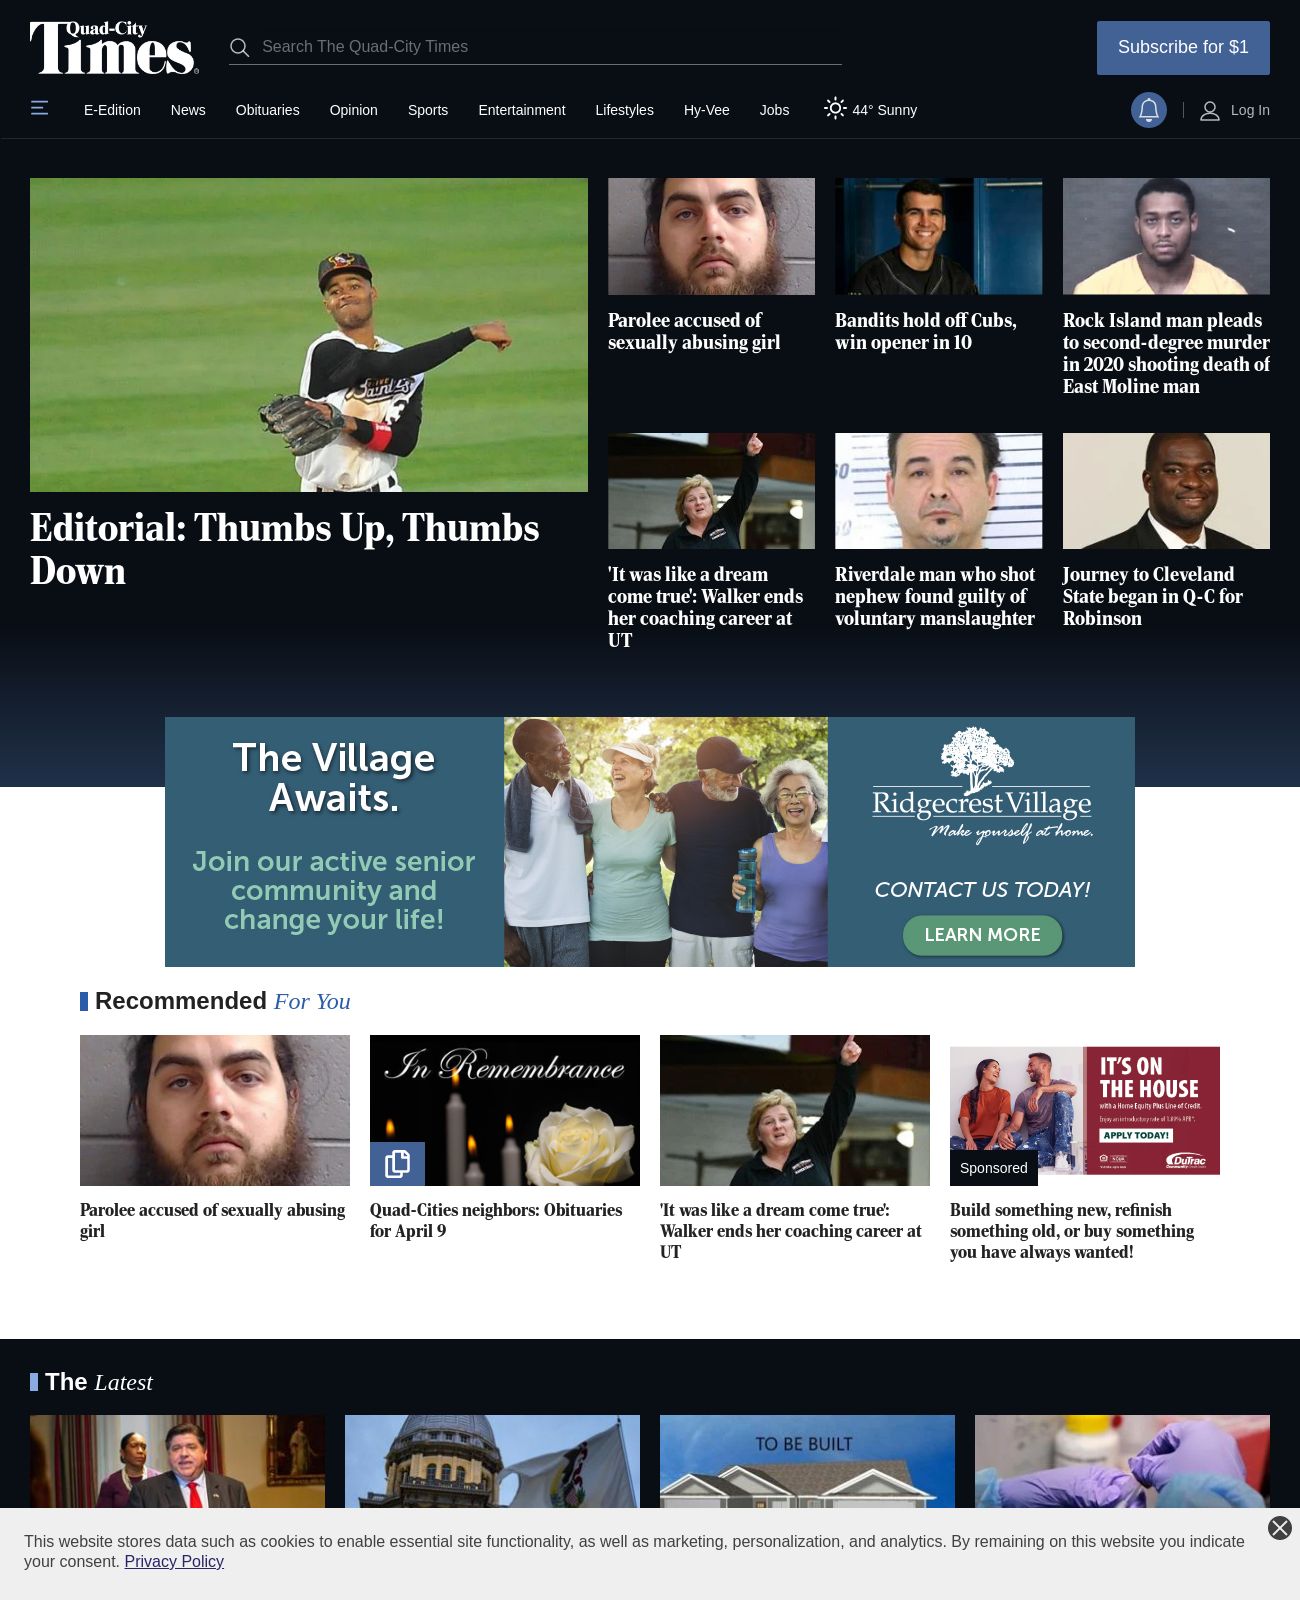 Quad-City
Times
Search The Quad-City Times
Subscribe for $1
E-Edition
News
Obituaries
Opinion
Sports
Entertainment
Lifestyles
Hy-Vee
Jobs
44° Sunny
Log In
Editorial: Thumbs Up, Thumbs
Down
Parolee accused of
sexually abusing girl
Bandits hold off Cubs,
win opener in 10
Rock Island man pleads
to second-degree murder
in 2020 shooting death of
East Moline man
'It was like a dream
come true': Walker ends
her coaching career at
UT
Riverdale man who shot
nephew found guilty of
voluntary manslaughter
Journey to Cleveland
State began in Q-C for
Robinson
The Village
Awaits.
Join our active senior
community and
change your life!
Ridgecrest Village
Make yourself at home.
CONTACT US TODAY!
LEARN MORE
Recommended For You
In Remembrance
IT'S ON
THE HOUSE
with a Home Equity Plus Line of Credit.
Enjoy an introductory rate of 1.89% APR*.
APPLY TODAY!
DuTrac
Sponsored
Parolee accused of sexually abusing
girl
Quad-Cities neighbors: Obituaries
for April 9
'It was like a dream come true':
Walker ends her coaching career at
UT
Build something new, refinish
something old, or buy something
you have always wanted!
The Latest
TO BE BUILT
This website stores data such as cookies to enable essential site functionality, as well as marketing, personalization, and analytics. By remaining on this website you indicate
your consent. Privacy Policy